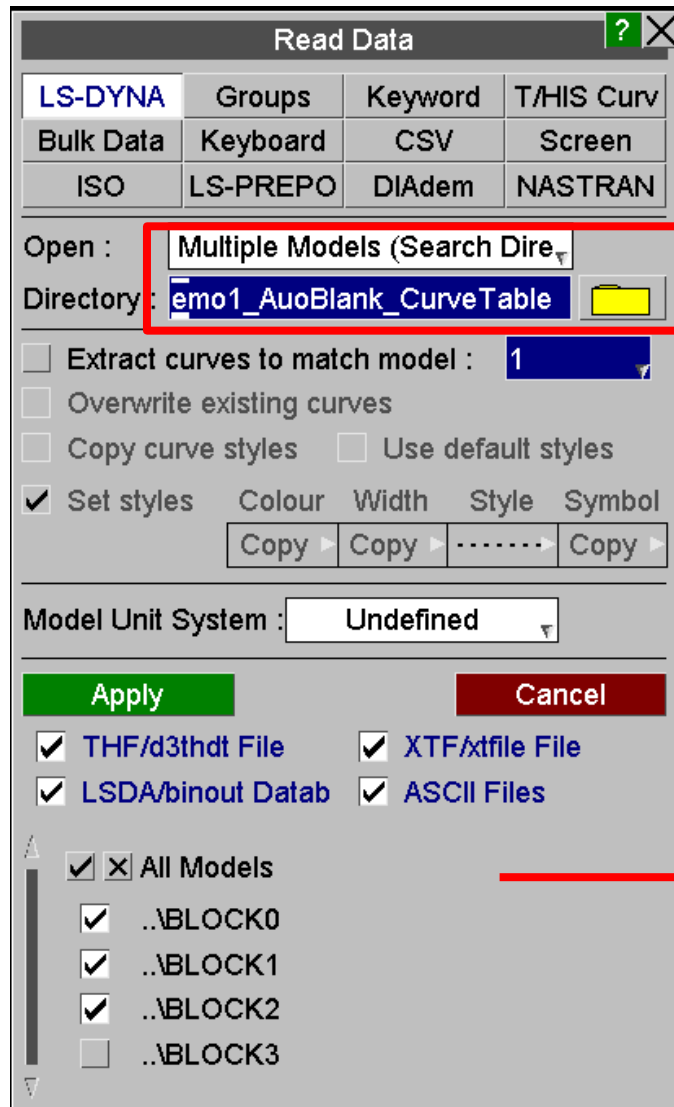 Read Data ?
LS-DYNA Groups Keyword T/HIS Curv
Bulk Data Keyboard CSV Screen
ISO LS-PREPO DIAdem NASTRAN
Open : Multiple Models (Search Dire
Directory : emo1_AuoBlank_CurveTable
Extract curves to match model : 1
Overwrite existing curves
Copy curve styles Use default styles
Set styles Colour Width Style Symbol
Copy Copy Copy
Model Unit System : Undefined
Apply Cancel
THF/d3thdt File XTF/xtfile File
LSDA/binout Datab ASCII Files
All Models
..\BLOCK0
..\BLOCK1
..\BLOCK2
..\BLOCK3